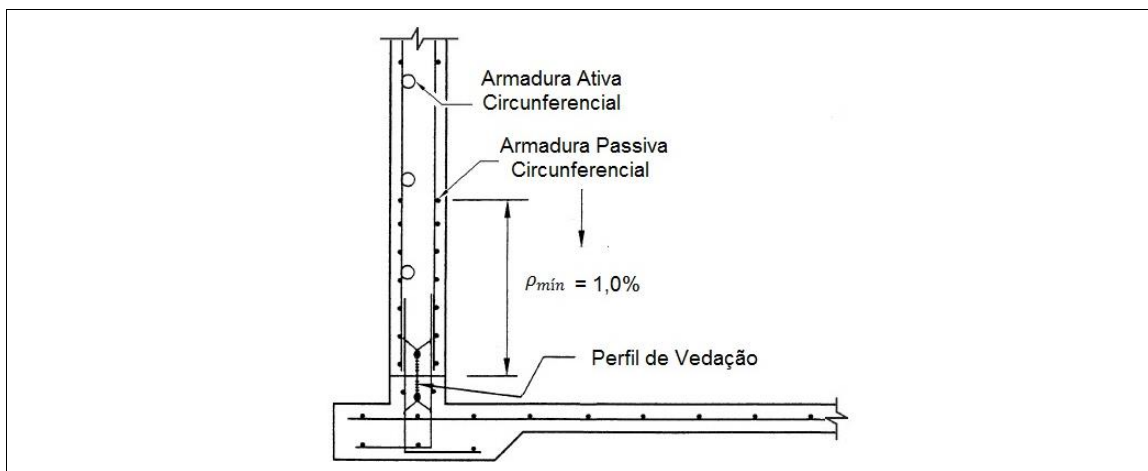 Armadura Ativa
Circunferencial
Armadura Passiva
Circunferencial
ρmín = 1,0%
Perfil de Vedação